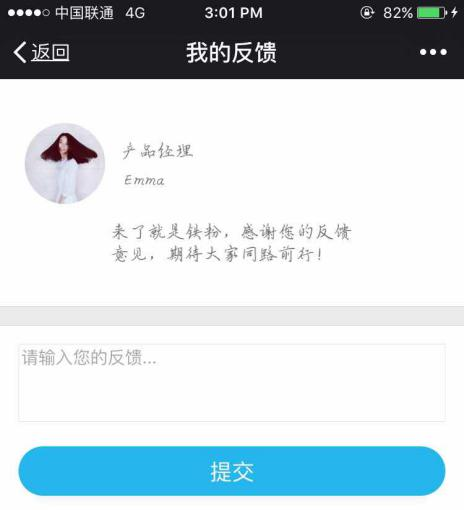 中国联通 4G 3:01 PM 82%
返回 我的反馈
产品经理
Emma
来了就是铁粉，感谢您的反馈
意见，期待大家同路前行！
请输入您的反馈...
提交